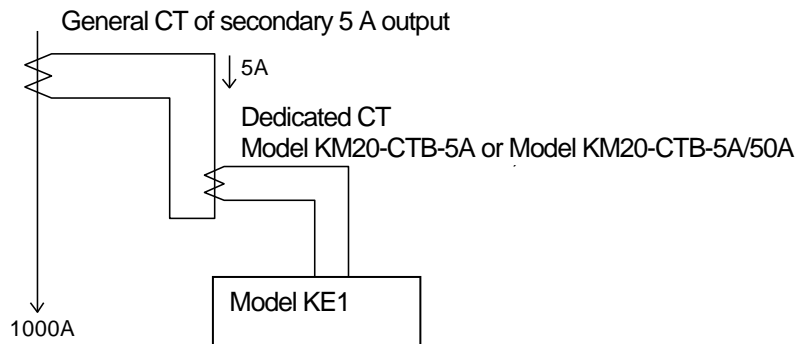 General CT of secondary 5 A output
5A
Dedicated CT
Model KM20-CTB-5A or Model KM20-CTB-5A/50A
Model KE1
1000A